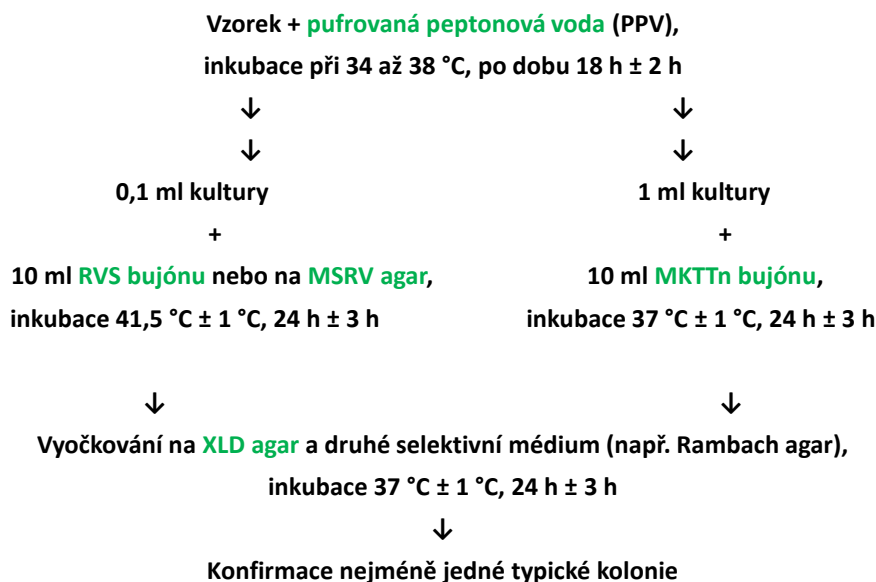 Vzorek + pufrovaná peptonová voda (PPV),
inkubace při 34 až 38 °C, po dobu 18 h ± 2 h
↓ ↓
↓ ↓
0,1 ml kultury 1 ml kultury
+ +
10 ml RVS bujónu nebo na MSRV agar, 10 ml MKTTn bujónu,
inkubace 41,5 °C ± 1 °C, 24 h ± 3 h inkubace 37 °C ± 1 °C, 24 h ± 3 h
↓ ↓
Vyočkování na XLD agar a druhé selektivní médium (např. Rambach agar),
inkubace 37 °C ± 1 °C, 24 h ± 3 h
↓
Konfirmace nejméně jedné typické kolonie